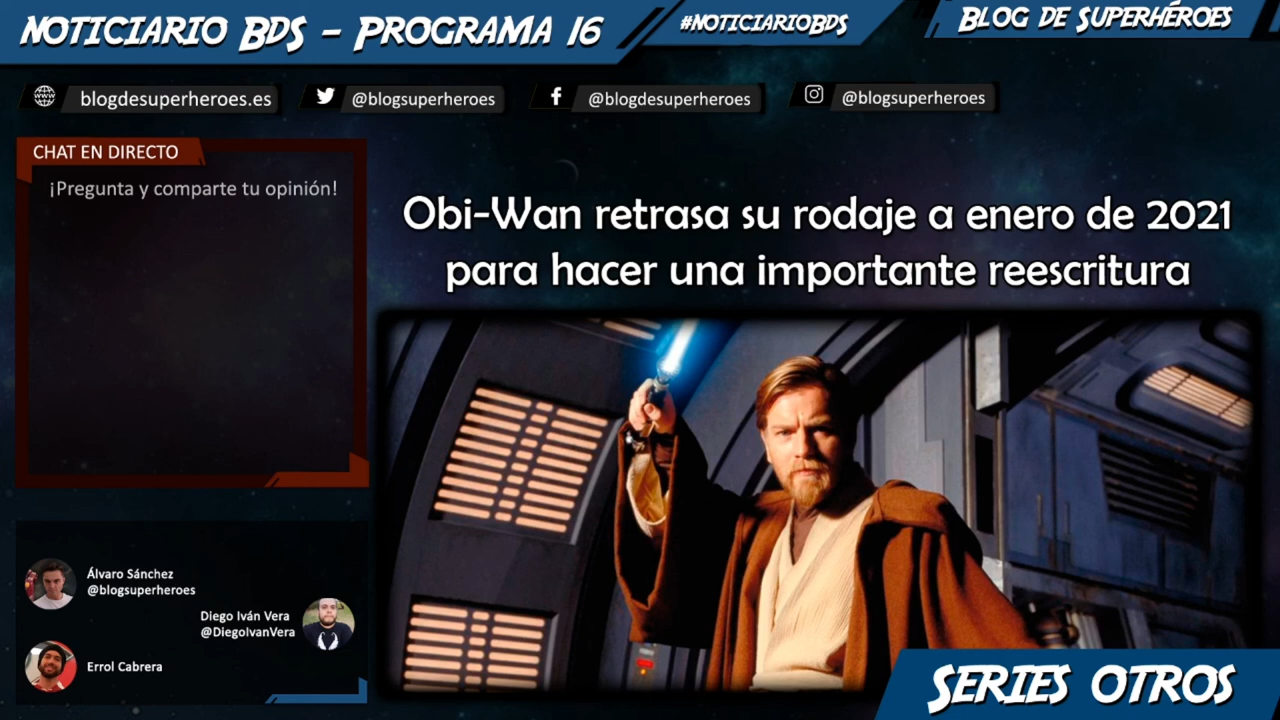 NOTICIARIO BDS - PROGRAMA 16
#NOTICIARIOBDS
BLOG DE SUPERHÉROES
www
blogdesuperheroes.es
@blogsuperheroes
@blogdesuperheroes
@blogsuperheroes
CHAT EN DIRECTO
¡Pregunta y comparte tu opinión!
Obi-Wan retrasa su rodaje a enero de 2021
para hacer una importante reescritura
Álvaro Sánchez
@blogsuperheroes
Diego Iván Vera
@DiegoIvanVera
Errol Cabrera
SERIES OTROS